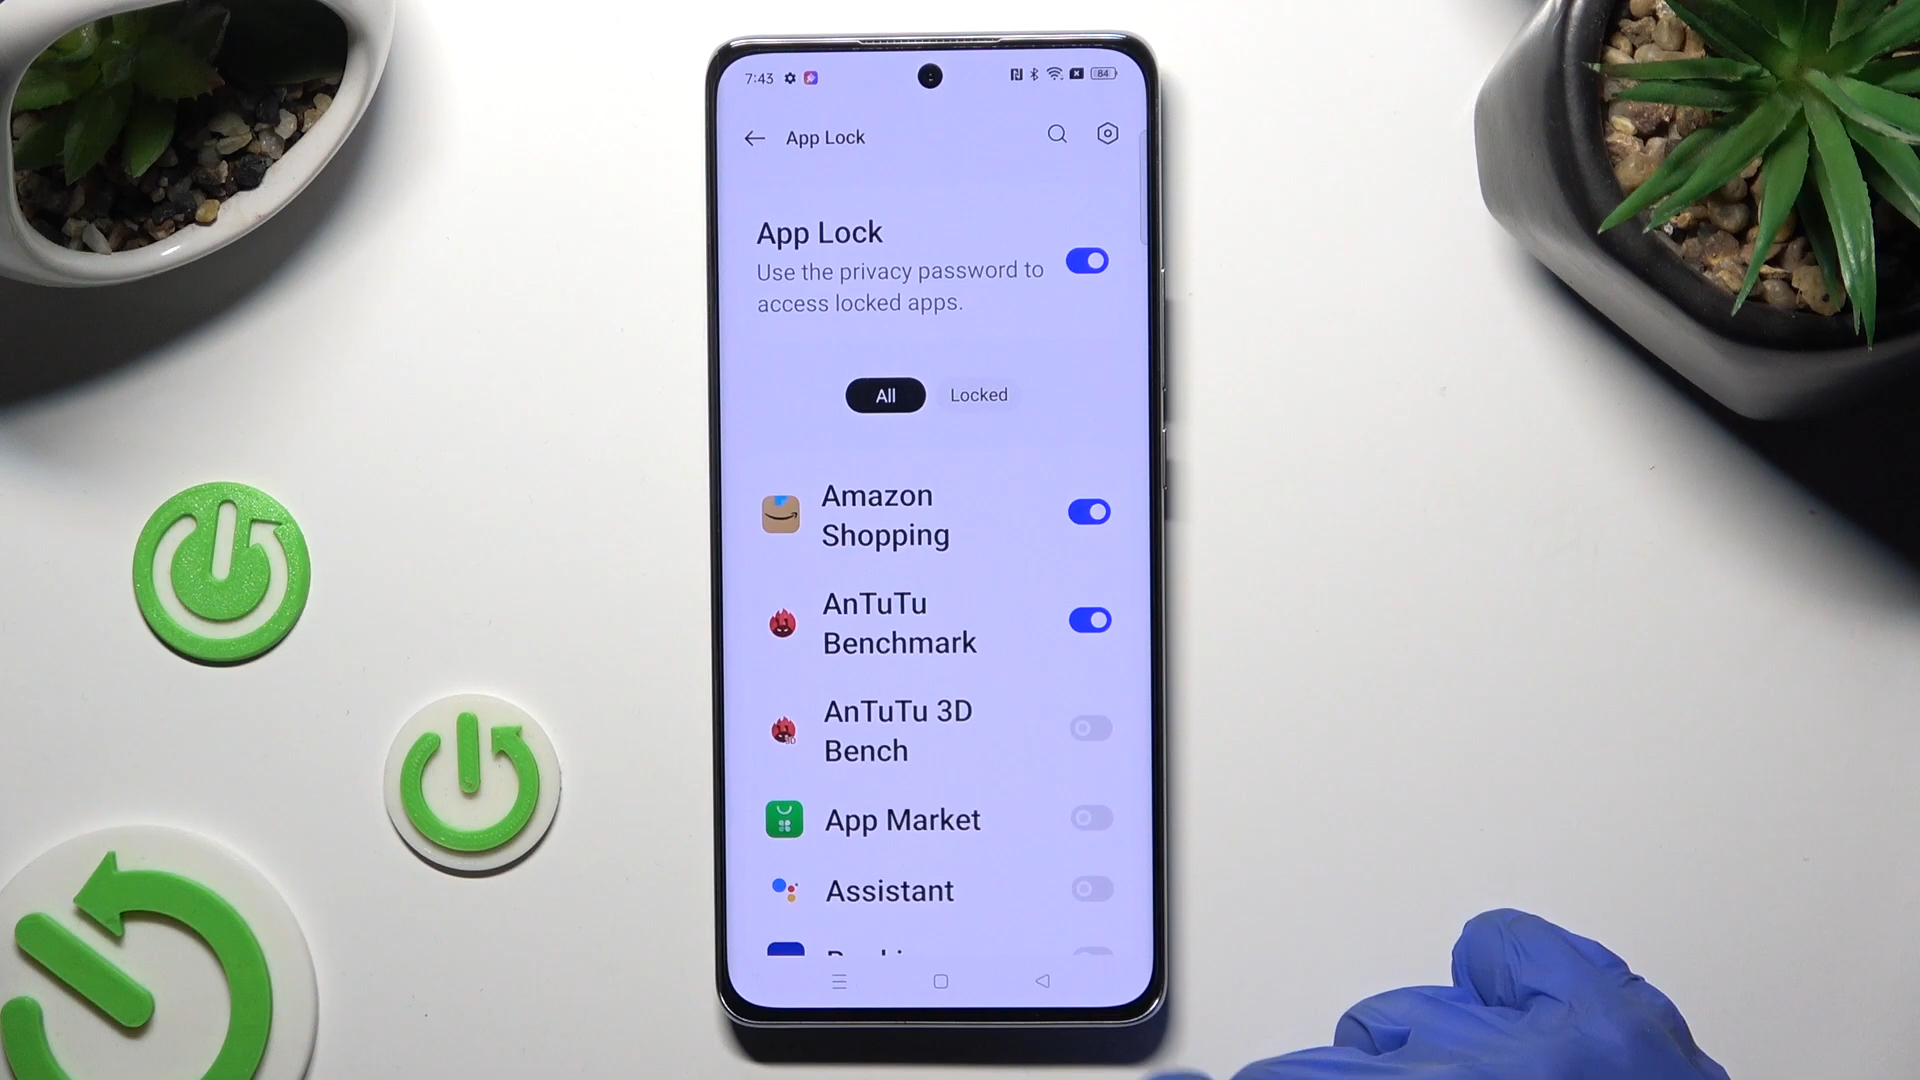 7:43
84
App Lock
App Lock
Use the privacy password to
access locked apps.
All
Locked
Amazon
Shopping
AnTuTu
Benchmark
AnTuTu 3D
Bench
App Market
Assistant